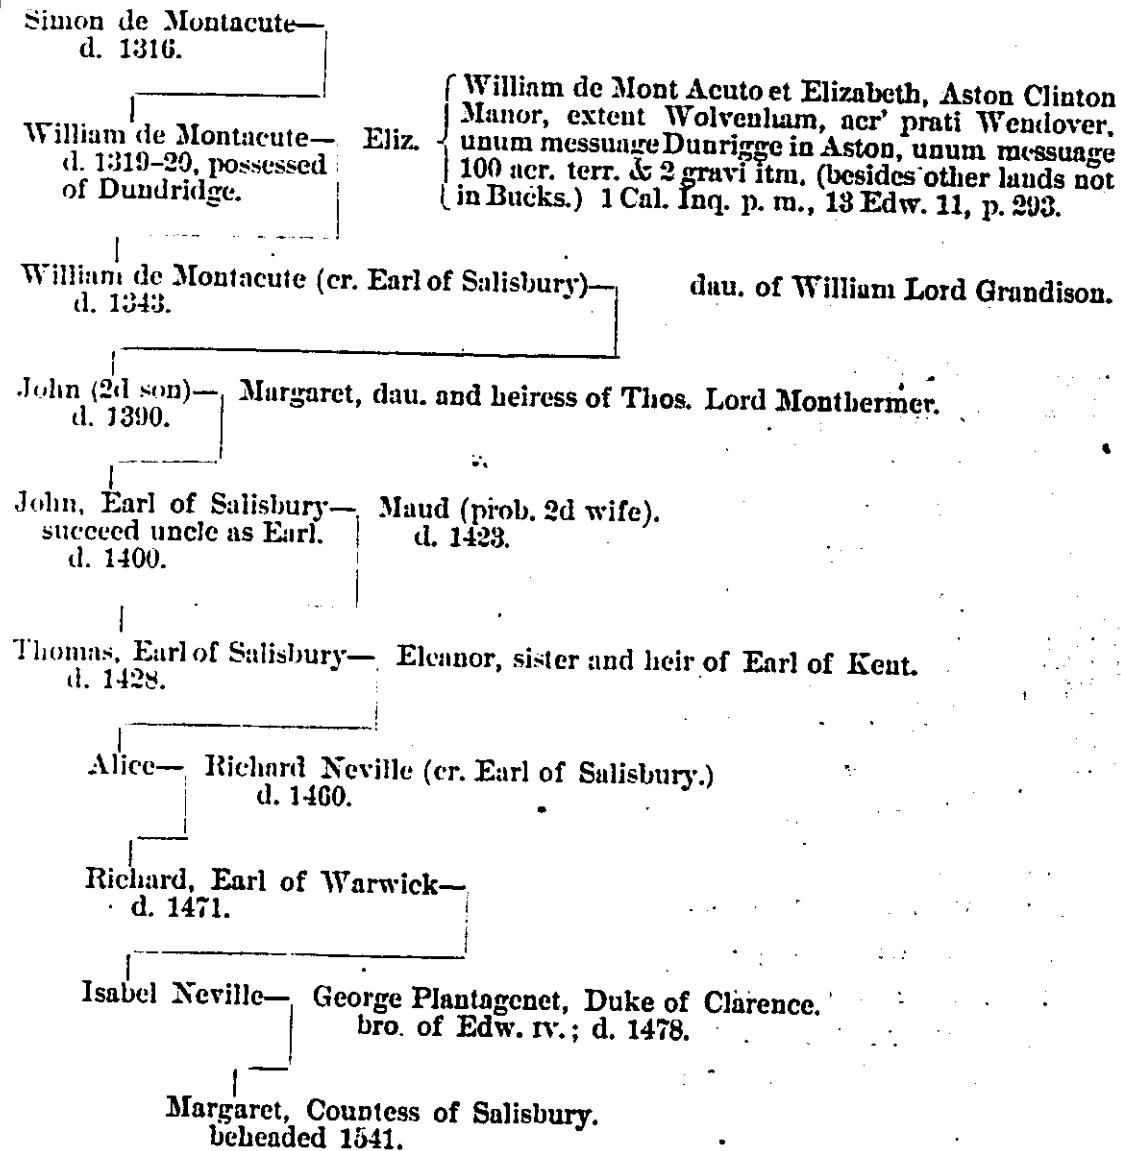 Simon de Montacute—
d. 1316.
William de Montacute— Eliz.
d. 1319-20, possessed
of Dundridge.
William de Mont Acuto et Elizabeth, Aston Clinton
Manor, extent Wolvenham, acr' prati Wendover,
unum messuage Dunrigge in Aston, unum messuage
100 acr. terr. & 2 gravi itm. (besides other lands not
in Bucks.) 1 Cal. Inq. p. m., 13 Edw. 11, p. 293.
William de Montacute (cr. Earl of Salisbury)— dau. of William Lord Grandison.
d. 1343.
John (2d son)— Margaret, dau. and heiress of Thos. Lord Monthermer.
d. 1390.
John, Earl of Salisbury— Maud (prob. 2d wife).
succeed uncle as Earl. d. 1423.
d. 1400.
Thomas, Earl of Salisbury— Eleanor, sister and heir of Earl of Kent.
d. 1428.
Alice— Richard Neville (cr. Earl of Salisbury.)
d. 1460.
Richard, Earl of Warwick—
d. 1471.
Isabel Neville— George Plantagenet, Duke of Clarence.
bro. of Edw. IV.; d. 1478.
Margaret, Countess of Salisbury.
beheaded 1541.